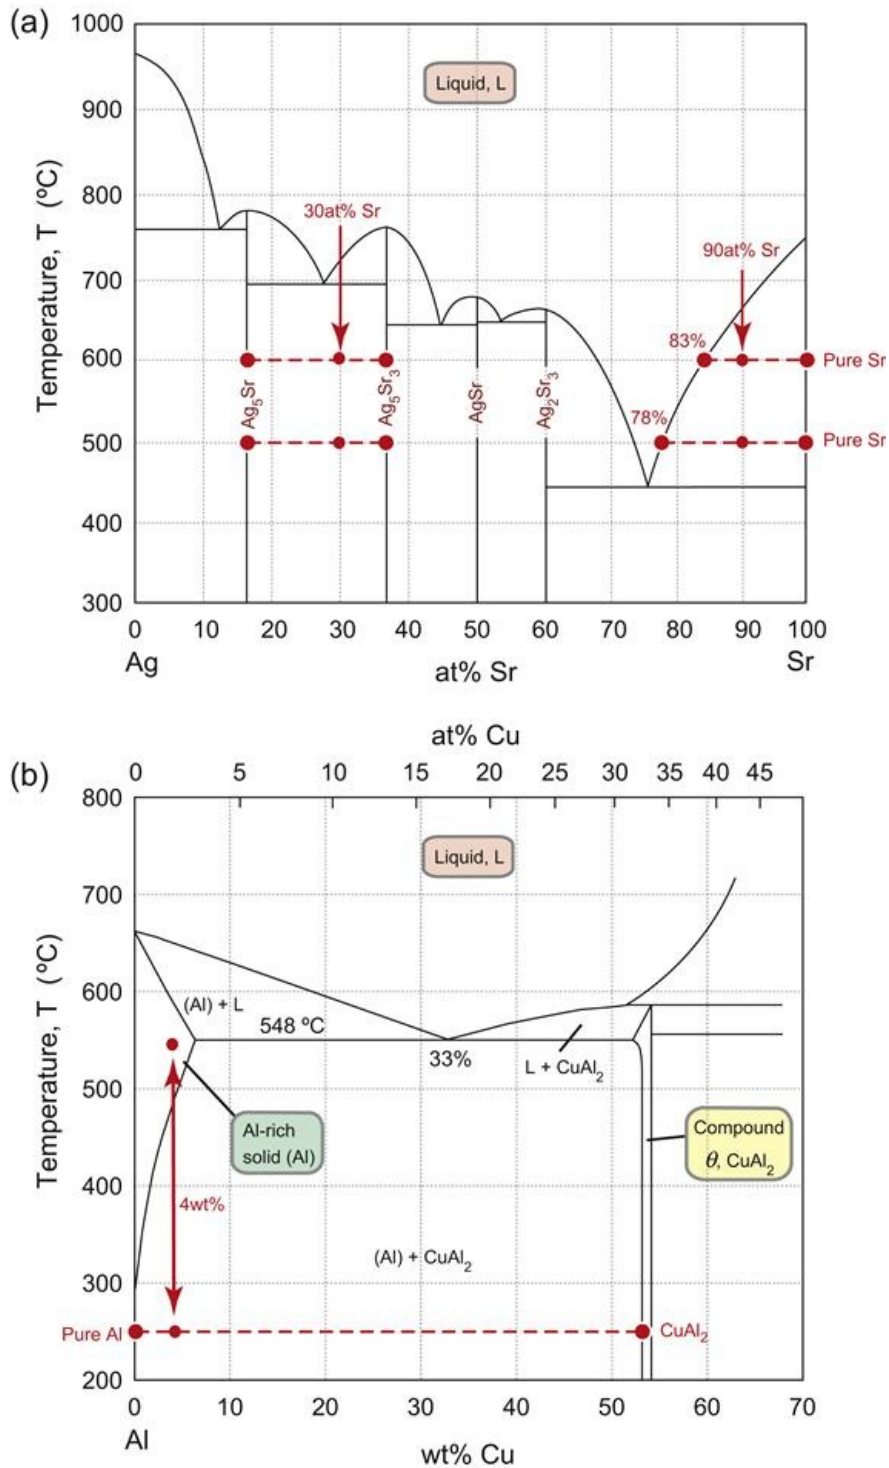 (a)
1000
900
800
700
600
500
400
300
Temperature, T (ºC)
Liquid, L
30at% Sr
90at% Sr
83%
Pure Sr
78%
Pure Sr
Ag5Sr
Ag5Sr3
AgSr
Ag2Sr3
0 10 20 30 40 50 60 70 80 90 100
Ag
at% Sr
Sr
(b)
at% Cu
0 5 10 15 20 25 30 35 40 45
800
700
600
500
400
300
200
Temperature, T (ºC)
Liquid, L
(Al) + L
548 ºC
33%
L + CuAl2
Al-rich
solid (Al)
Compound
θ, CuAl2
4wt%
(Al) + CuAl2
Pure Al
CuAl2
0 10 20 30 40 50 60 70
Al
wt% Cu